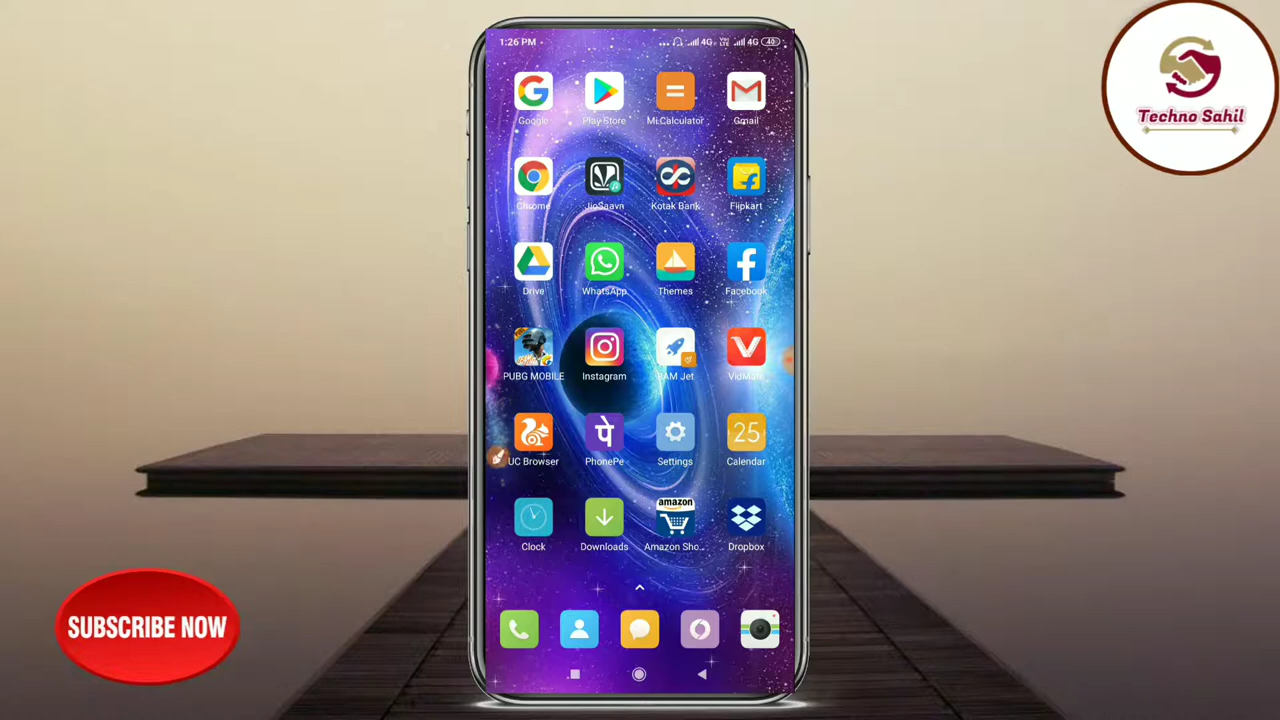 1:26 PM
4G
VoLTE
4G
40
Techno Sahil
Google
Play Store
Mi Calculator
Gmail
Chrome
JioSaavn
Kotak Bank
Flipkart
Drive
WhatsApp
Themes
Facebook
PUBG MOBILE
Instagram
RAM Jet
VidMate
पे
25
UC Browser
PhonePe
Settings
Calendar
amazon
Clock
Downloads
Amazon Sho...
Dropbox
SUBSCRIBE NOW